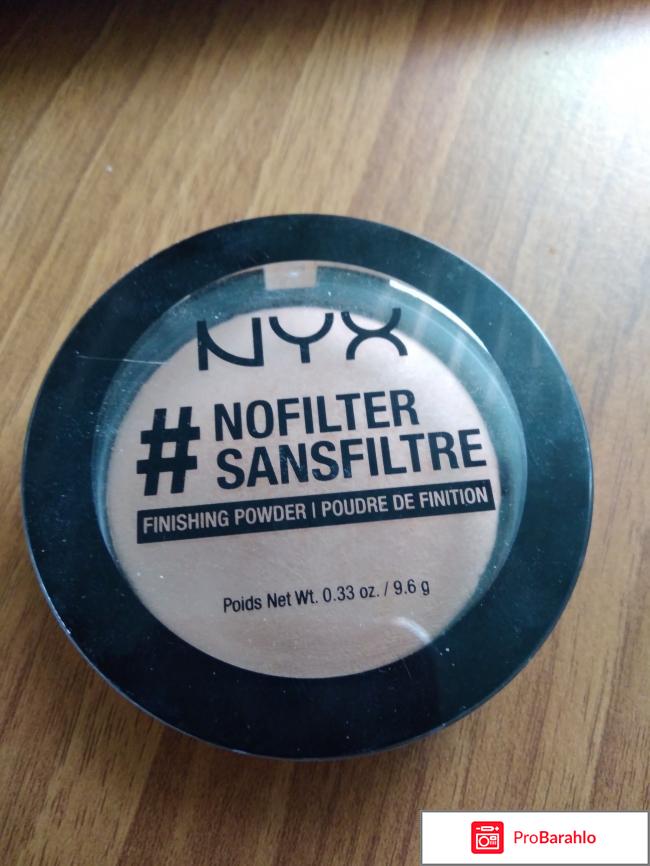 NYX
# NOFILTER
SANSFILTRE
FINISHING POWDER | POUDRE DE FINITION
Poids Net Wt. 0.33 oz. / 9.6 g
ProBarahlo